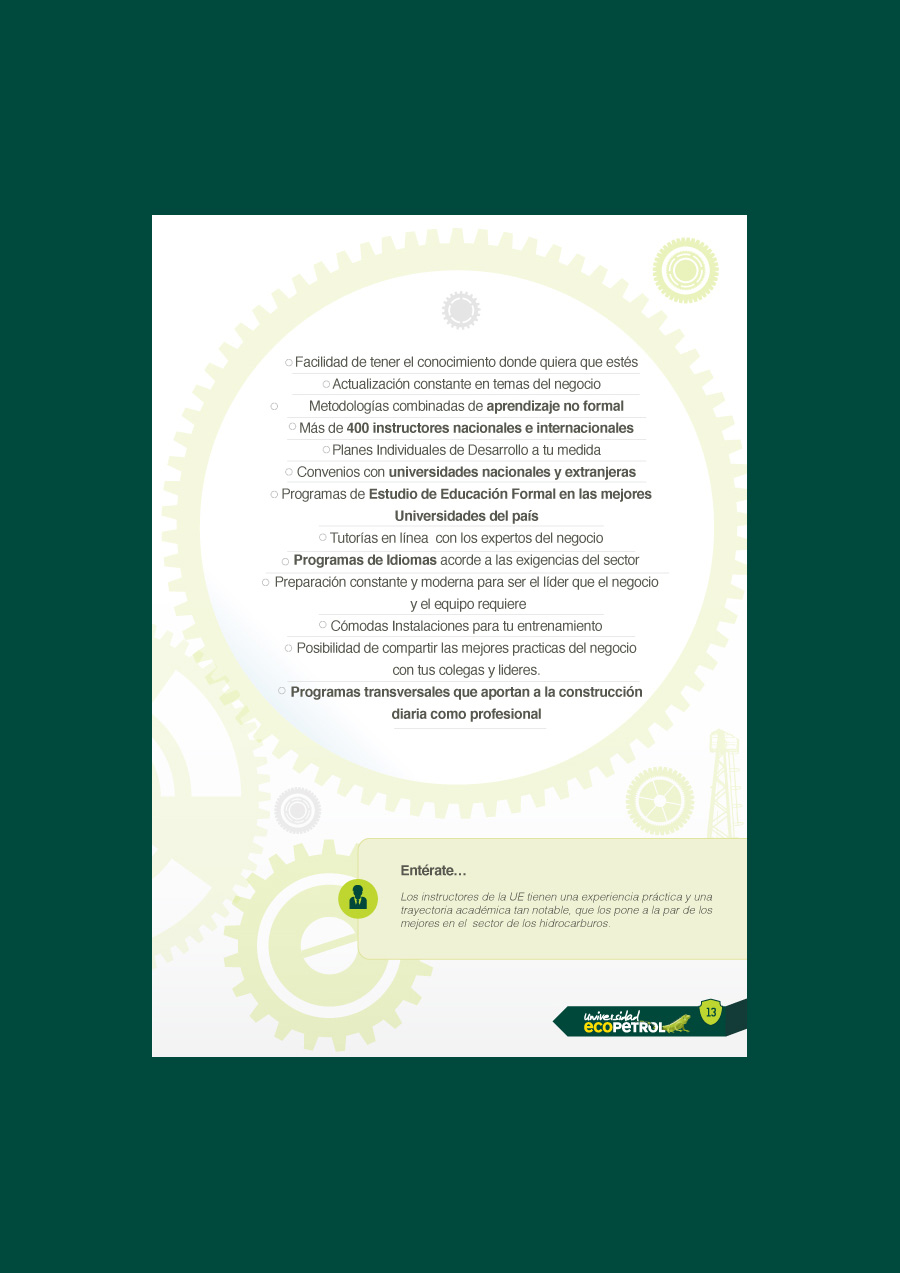 Facilidad de tener el conocimiento donde quiera que estés
Actualización constante en temas del negocio
Metodologías combinadas de aprendizaje no formal
Más de 400 instructores nacionales e internacionales
Planes Individuales de Desarrollo a tu medida
Convenios con universidades nacionales y extranjeras
Programas de Estudio de Educación Formal en las mejores
Universidades del país
Tutorías en línea con los expertos del negocio
Programas de Idiomas acorde a las exigencias del sector
Preparación constante y moderna para ser el líder que el negocio
y el equipo requiere
Cómodas Instalaciones para tu entrenamiento
Posibilidad de compartir las mejores practicas del negocio
con tus colegas y lideres.
Programas transversales que aportan a la construcción
diaria como profesional
Entérate...
Los instructores de la UE tienen una experiencia práctica y una
trayectoria académica tan notable, que los pone a la par de los
mejores en el sector de los hidrocarburos.
universidad
ecoPETROL
13